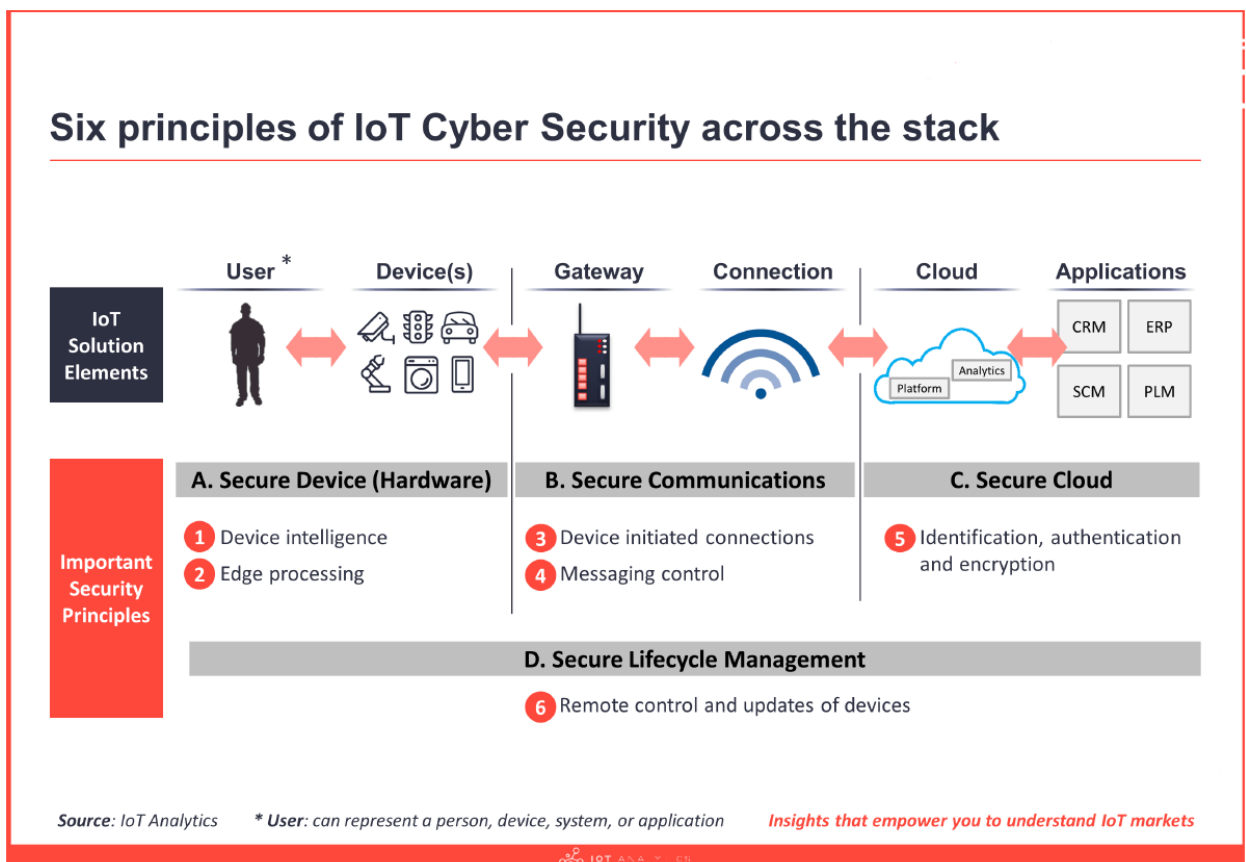 Six principles of IoT Cyber Security across the stack
User *
Device(s)
Gateway
Connection
Cloud
Applications
IoT
Solution
Elements
Platform
Analytics
CRM
ERP
SCM
PLM
Important
Security
Principles
A. Secure Device (Hardware)
1 Device intelligence
2 Edge processing
B. Secure Communications
3 Device initiated connections
4 Messaging control
C. Secure Cloud
5 Identification, authentication
and encryption
D. Secure Lifecycle Management
6 Remote control and updates of devices
Source: IoT Analytics
* User: can represent a person, device, system, or application
Insights that empower you to understand IoT markets
IOT ANALYTICS